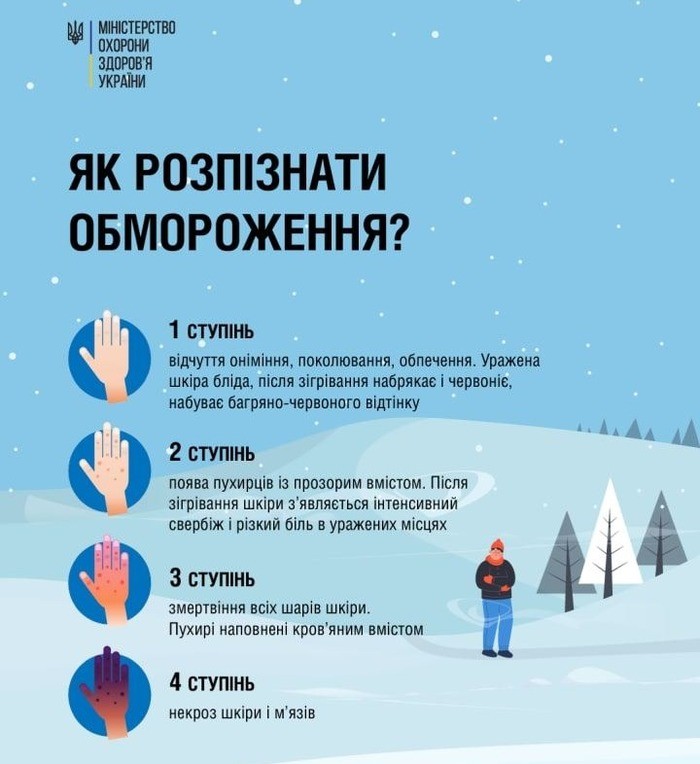 МІНІСТЕРСТВО
ОХОРОНИ
ЗДОРОВ'Я
УКРАЇНИ
ЯК РОЗПІЗНАТИ
ОБМОРОЖЕННЯ?
1 СТУПІНЬ
відчуття оніміння, поколювання, обпечення. Уражена
шкіра бліда, після зігрівання набрякає і червоніє,
набуває багряно-червоного відтінку
2 СТУПІНЬ
поява пухирців із прозорим вмістом. Після
зігрівання шкіри з’являється інтенсивний
свербіж і різкий біль в уражених місцях
3 СТУПІНЬ
змертвіння всіх шарів шкіри.
Пухирі наповнені кров’яним вмістом
4 СТУПІНЬ
некроз шкіри і м’язів